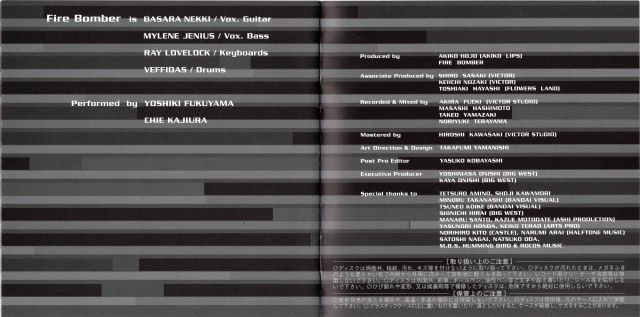 Fire Bomber is BASARA NEKKI / Vox. Guitar
MYLENE JENIUS / Vox. Bass
RAY LOVELOCK / Keyboards
VEFFIDAS / Drums
Performed by YOSHIKI FUKUYAMA
CHIE KAJIURA
Produced by AKIKO HOJO (AKIKO LIPS)
FIRE BOMBER
Associate Produced by SHIRO SASAKI (VICTOR)
KEIICHI NOZAKI (VICTOR)
TOSHIAKI HAYASHI (FLOWERS LAND)
Recorded & Mixed by AKIRA FUEKI (VICTOR STUDIO)
MASASHI HASHIMOTO
TAKEO YAMAZAKI
NORIYUKI TERAYAMA
Mastered by HIROSHI KAWASAKI (VICTOR STUDIO)
Art Direction & Design TAKAFUMI YAMANISHI
Post Pro Editor YASUKO KOBAYASHI
Executive Producer YOSHIMASA ONISHI (BIG WEST)
KAYA ONISHI (BIG WEST)
Special thanks to TETSURO AMINO, SHOJI KAWAMORI
MINORU TAKANASHI (BANDAI VISUAL)
TSUNEO KOIKE (BANDAI VISUAL)
SHINICHI HIRAI (BIG WEST)
MANABU SANTO, KAZUE MOTODATE (ASHI PRODUCTION)
YASUNORI HONDA, KEIKO TERAO (ARTS PRO)
NORIHIRO KITO (CASTLE), NARUMI ARAI (HALFTONE MUSIC)
SATOSHI NAGAI, NATSUKO ODA,
M.D.S. HUMMING BIRD & ROCOS MUSIC
[取り扱い上のご注意]
[保管上のご注意]